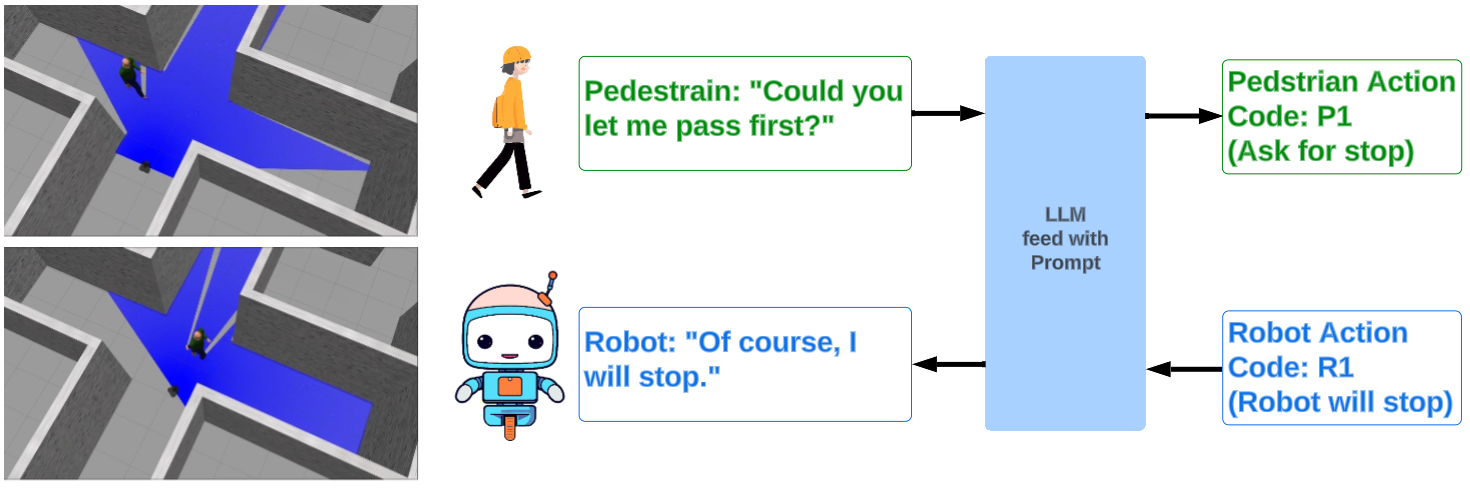 Pedestrain: "Could you
let me pass first?"
LLM
feed with
Prompt
Pedstrian Action
Code: P1
(Ask for stop)
Robot: "Of course, I
will stop."
Robot Action
Code: R1
(Robot will stop)